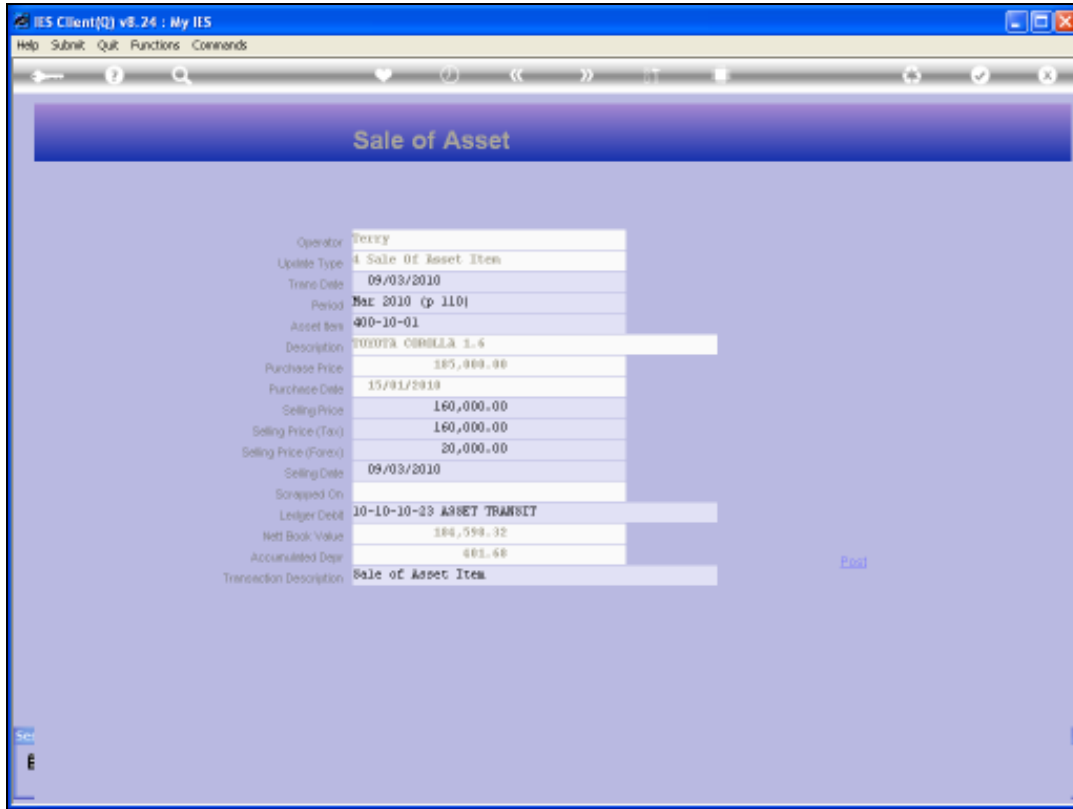 IES Client(Q) v8.24 : My IES
Help Submit Quit Functions Commands
Sale of Asset
Operator Terry
Update Type 4 Sale Of Asset Item
Trans Date 09/03/2010
Period Mar 2010 (p 110)
Asset Item 400-10-01
Description TOYOTA COROLLA 1.6
Purchase Price 185,000.00
Purchase Date 15/01/2010
Selling Price 160,000.00
Selling Price (Tax) 160,000.00
Selling Price (Forex) 20,000.00
Selling Date 09/03/2010
Scrapped On
Ledger Debit 10-10-10-23 ASSET TRANSIT
Nett Book Value 184,598.32
Accumulated Depr 401.68
Post
Transaction Description Sale of Asset Item